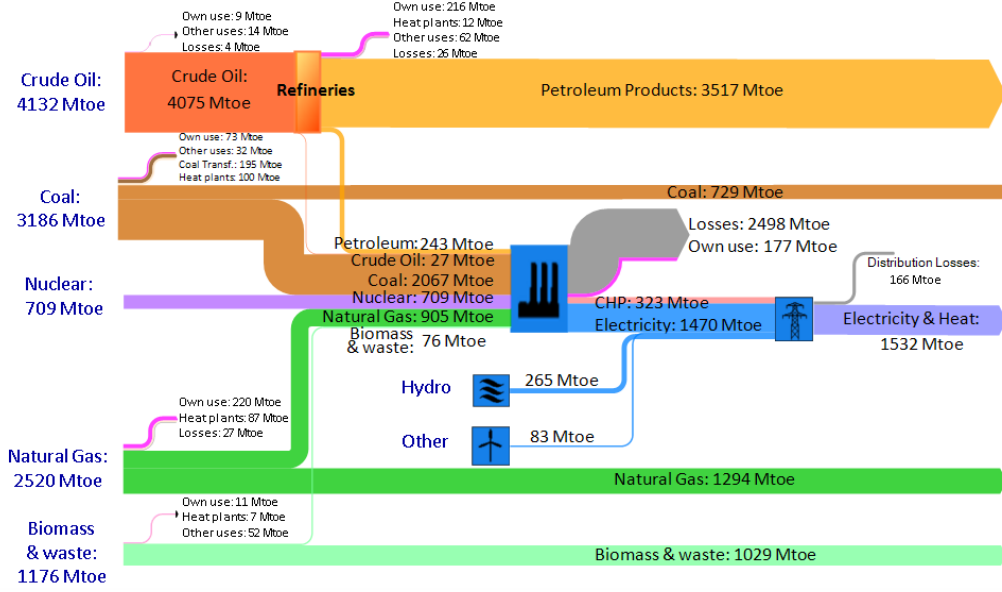 Own use: 9 Mtoe
Other uses: 14 Mtoe
Losses: 4 Mtoe
Own use: 216 Mtoe
Heat plants: 12 Mtoe
Other uses: 62 Mtoe
Losses: 26 Mtoe
Crude Oil:
4132 Mtoe
Crude Oil:
4075 Mtoe
Refineries
Petroleum Products: 3517 Mtoe
Own use: 73 Mtoe
Other uses: 32 Mtoe
Coal Transf.: 195 Mtoe
Heat plants: 100 Mtoe
Coal:
3186 Mtoe
Coal: 729 Mtoe
Losses: 2498 Mtoe
Own use: 177 Mtoe
Petroleum: 243 Mtoe
Crude Oil: 27 Mtoe
Coal: 2067 Mtoe
Nuclear: 709 Mtoe
Natural Gas: 905 Mtoe
Biomass
& waste: 76 Mtoe
Nuclear:
709 Mtoe
Distribution Losses:
166 Mtoe
CHP: 323 Mtoe
Electricity: 1470 Mtoe
Electricity & Heat:
1532 Mtoe
Hydro
265 Mtoe
Other
83 Mtoe
Own use: 220 Mtoe
Heat plants: 87 Mtoe
Losses: 27 Mtoe
Natural Gas:
2520 Mtoe
Natural Gas: 1294 Mtoe
Own use: 11 Mtoe
Heat plants: 7 Mtoe
Other uses: 52 Mtoe
Biomass
& waste:
1176 Mtoe
Biomass & waste: 1029 Mtoe